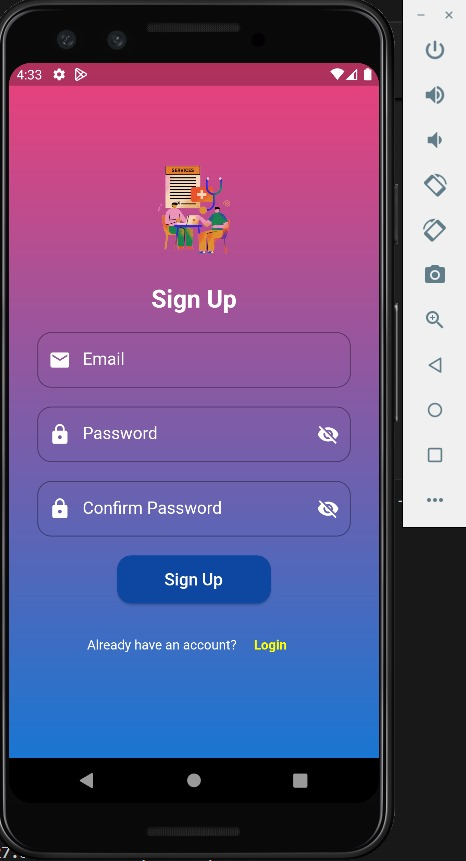 4:33
SERVICES
Sign Up
Email
Password
Confirm Password
Sign Up
Already have an account? Login